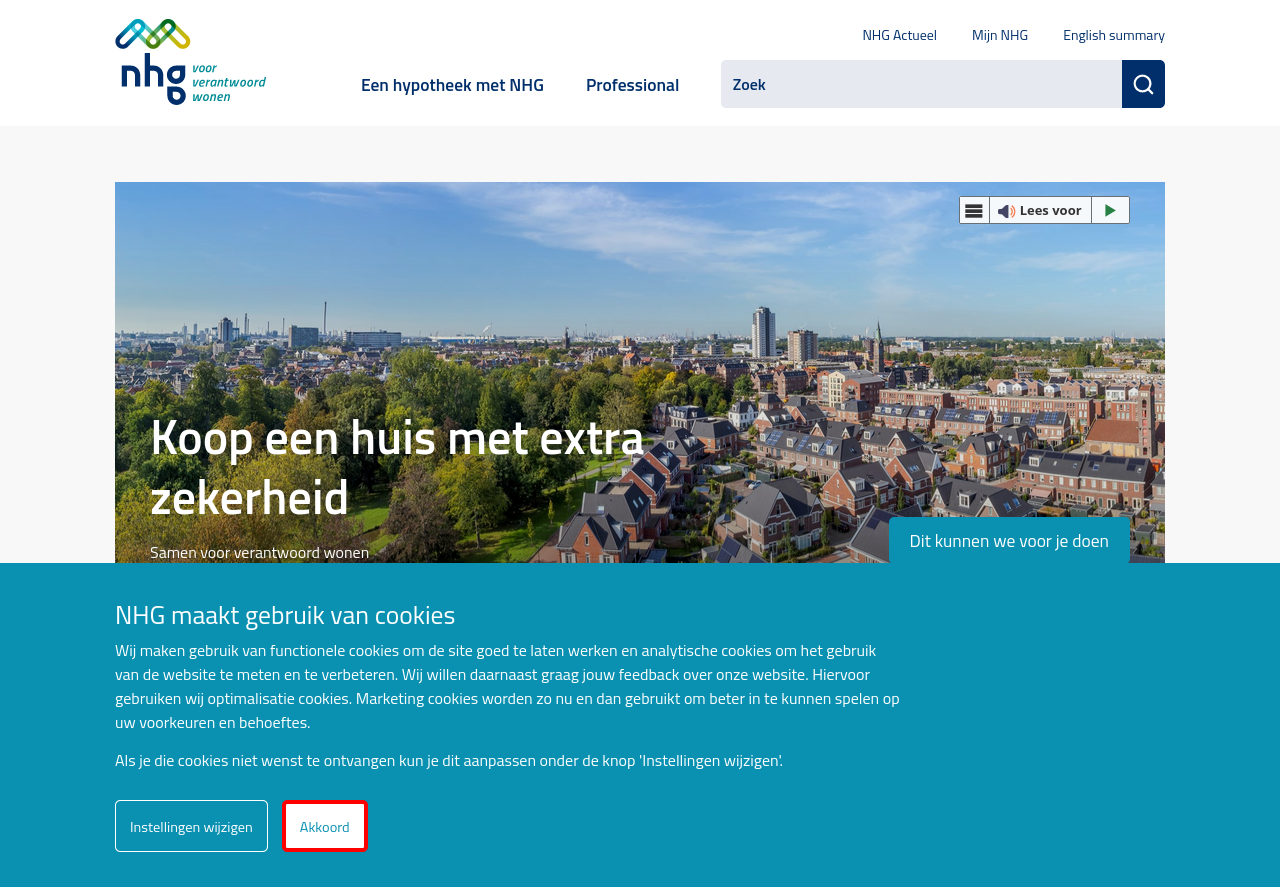 NHG Actueel
Mijn NHG
English summary
nhg voor
verantwoord
wonen
Een hypotheek met NHG
Professional
Zoek
Lees voor
Koop een huis met extra
zekerheid
Samen voor verantwoord wonen
Dit kunnen we voor je doen
NHG maakt gebruik van cookies
Wij maken gebruik van functionele cookies om de site goed te laten werken en analytische cookies om het gebruik
van de website te meten en te verbeteren. Wij willen daarnaast graag jouw feedback over onze website. Hiervoor
gebruiken wij optimalisatie cookies. Marketing cookies worden zo nu en dan gebruikt om beter in te kunnen spelen op
uw voorkeuren en behoeftes.
Als je die cookies niet wenst te ontvangen kun je dit aanpassen onder de knop 'Instellingen wijzigen'.
Instellingen wijzigen
Akkoord